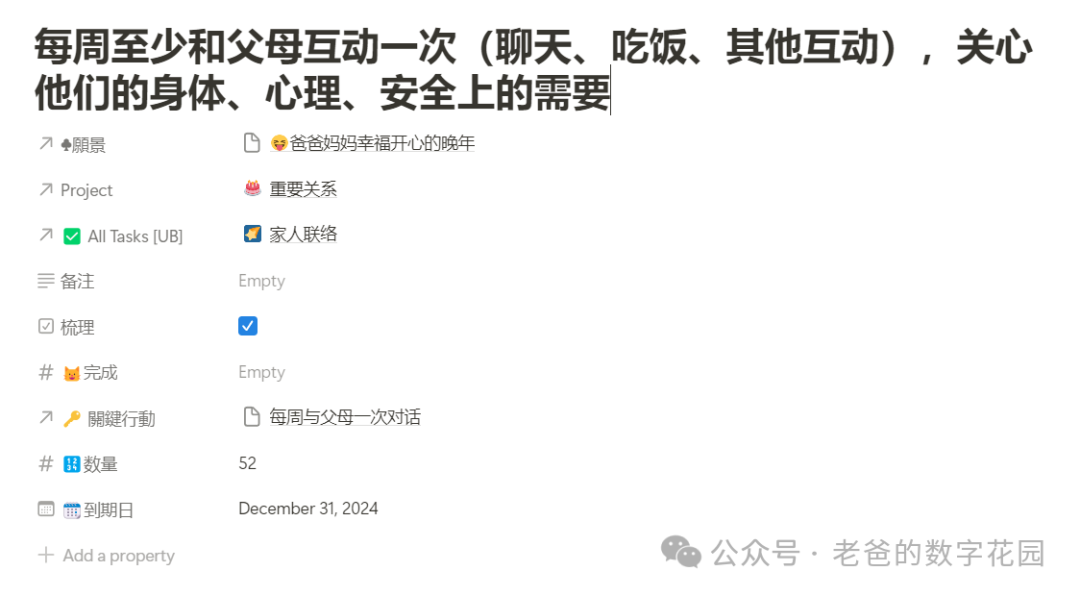 每周至少和父母互动一次（聊天、吃饭、其他互动），关心
他们的身体、心理、安全上的需要
♣願景 😝爸爸妈妈幸福开心的晚年
Project 🎂 重要关系
✅ All Tasks [UB] 家人联络
备注 Empty
梳理
# 完成 Empty
🔑 關鍵行動 每周与父母一次对话
# 🔢数量 52
到期日 December 31, 2024
+ Add a property
公众号 · 老爸的数字花园